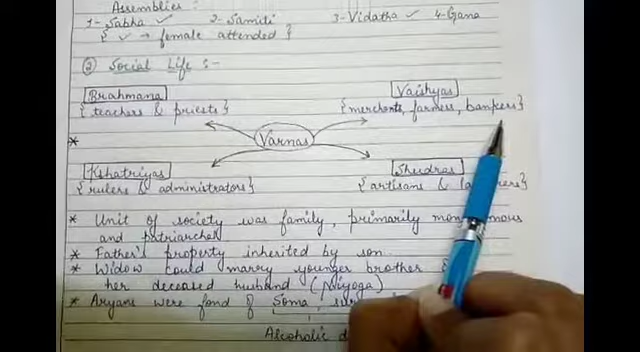 Assemblies :-
1- Sabha ✓ 2- Samiti 3- Vidatha ✓ 4- Gana
{ ✓ → female attended }
② Social Life :-
Brahmana Vaishyas
{ teachers & priests } { merchants, farmers, bankers }
* Varnas
Kshatriyas Shudras
{ rulers & administrators }  { artisans &
* Unit of society was family, primarily
and patriarchal
* Father's property inherited by son.
* Widow could marry younger brother
her deceased husband (Niyoga)
* Aryans were fond of Soma,
Alcoholic